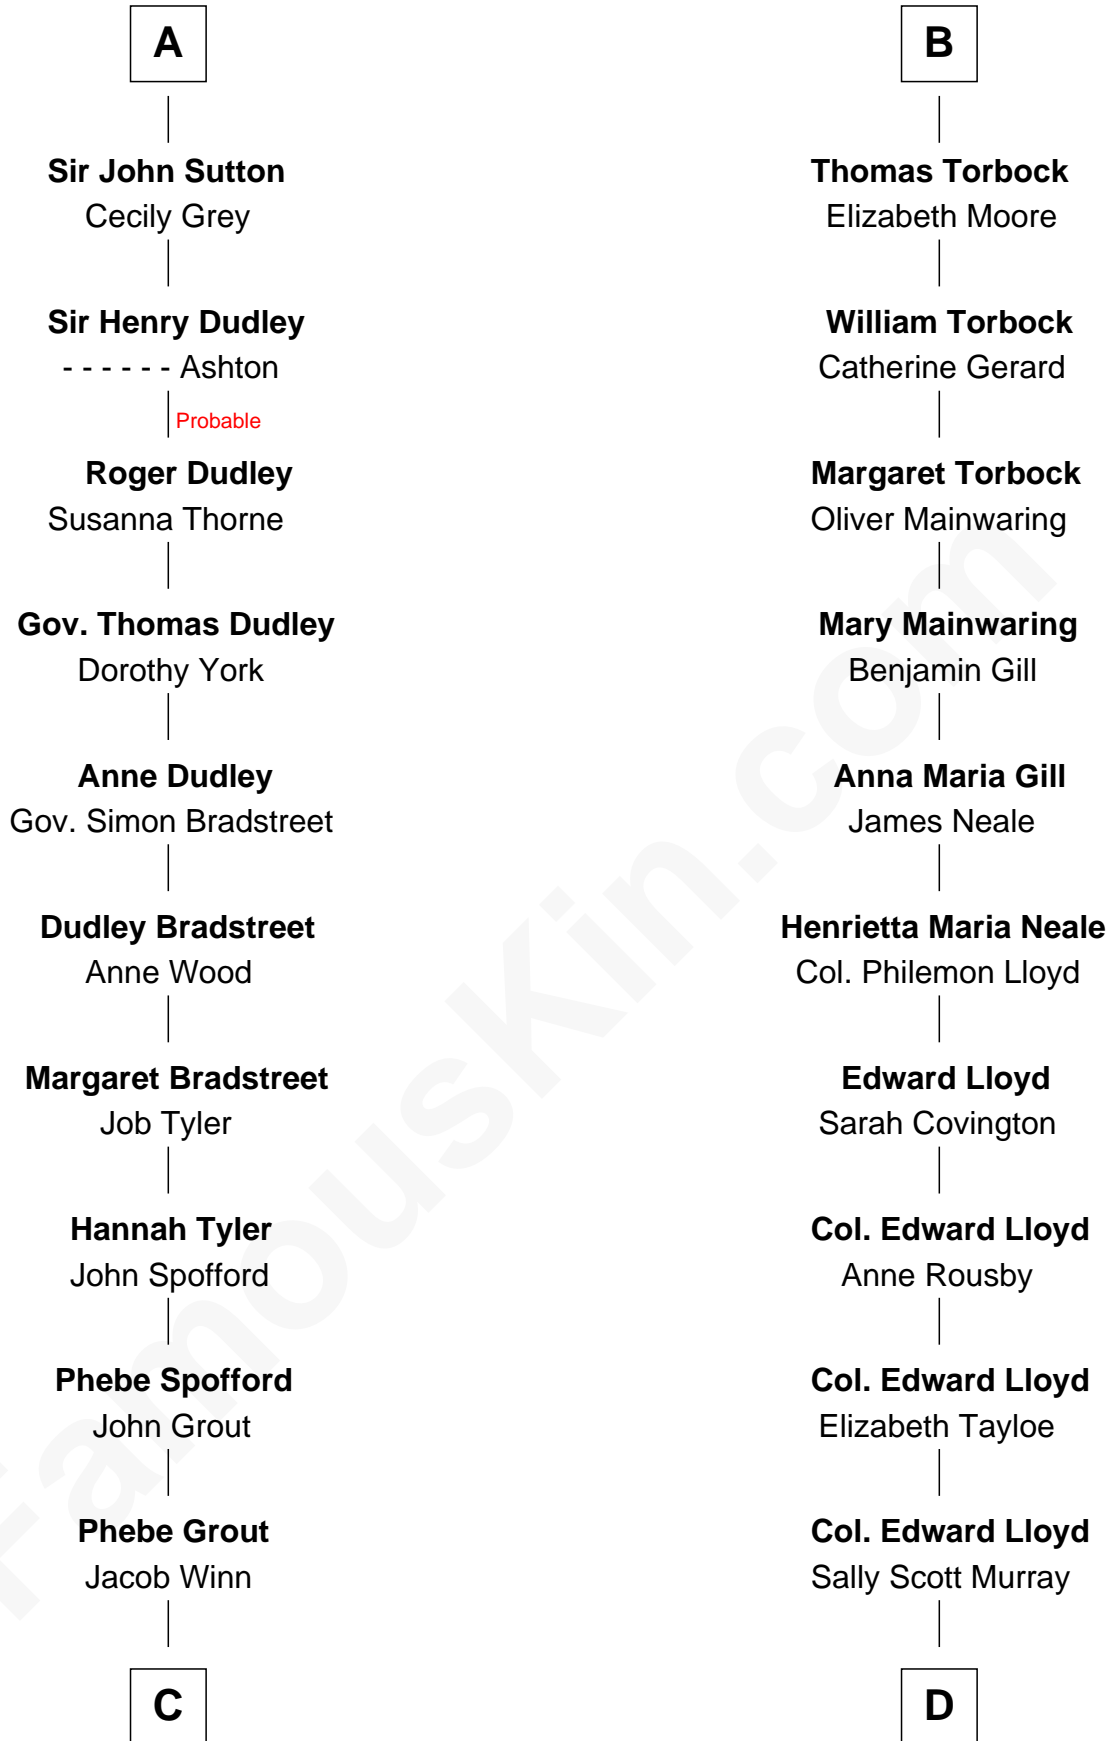 A
Sir John Sutton
Cecily Grey
Sir Henry Dudley
- - - - - - Ashton
Probable
Roger Dudley
Susanna Thorne
Gov. Thomas Dudley
Dorothy York
Anne Dudley
Gov. Simon Bradstreet
Dudley Bradstreet
Anne Wood
Margaret Bradstreet
Job Tyler
Hannah Tyler
John Spofford
Phebe Spofford
John Grout
Phebe Grout
Jacob Winn
C
B
Thomas Torbock
Elizabeth Moore
William Torbock
Catherine Gerard
Margaret Torbock
Oliver Mainwaring
Mary Mainwaring
Benjamin Gill
Anna Maria Gill
James Neale
Henrietta Maria Neale
Col. Philemon Lloyd
Edward Lloyd
Sarah Covington
Col. Edward Lloyd
Anne Rousby
Col. Edward Lloyd
Elizabeth Tayloe
Col. Edward Lloyd
Sally Scott Murray
D
FamousKin.com